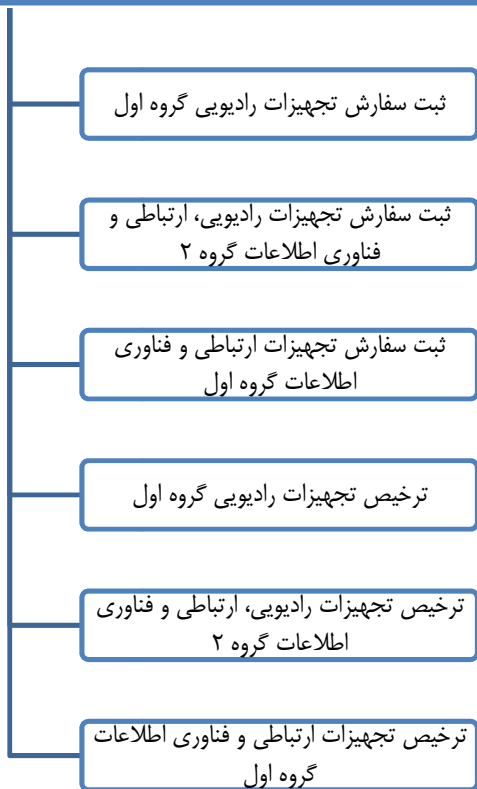 ثبت سفارش تجهیزات رادیویی گروه اول
ثبت سفارش تجهیزات رادیویی، ارتباطی و
فناوری اطلاعات گروه ۲
ثبت سفارش تجهیزات ارتباطی و فناوری
اطلاعات گروه اول
ترخیص تجهیزات رادیویی گروه اول
ترخیص تجهیزات رادیویی، ارتباطی و فناوری
اطلاعات گروه ۲
ترخیص تجهیزات ارتباطی و فناوری اطلاعات
گروه اول